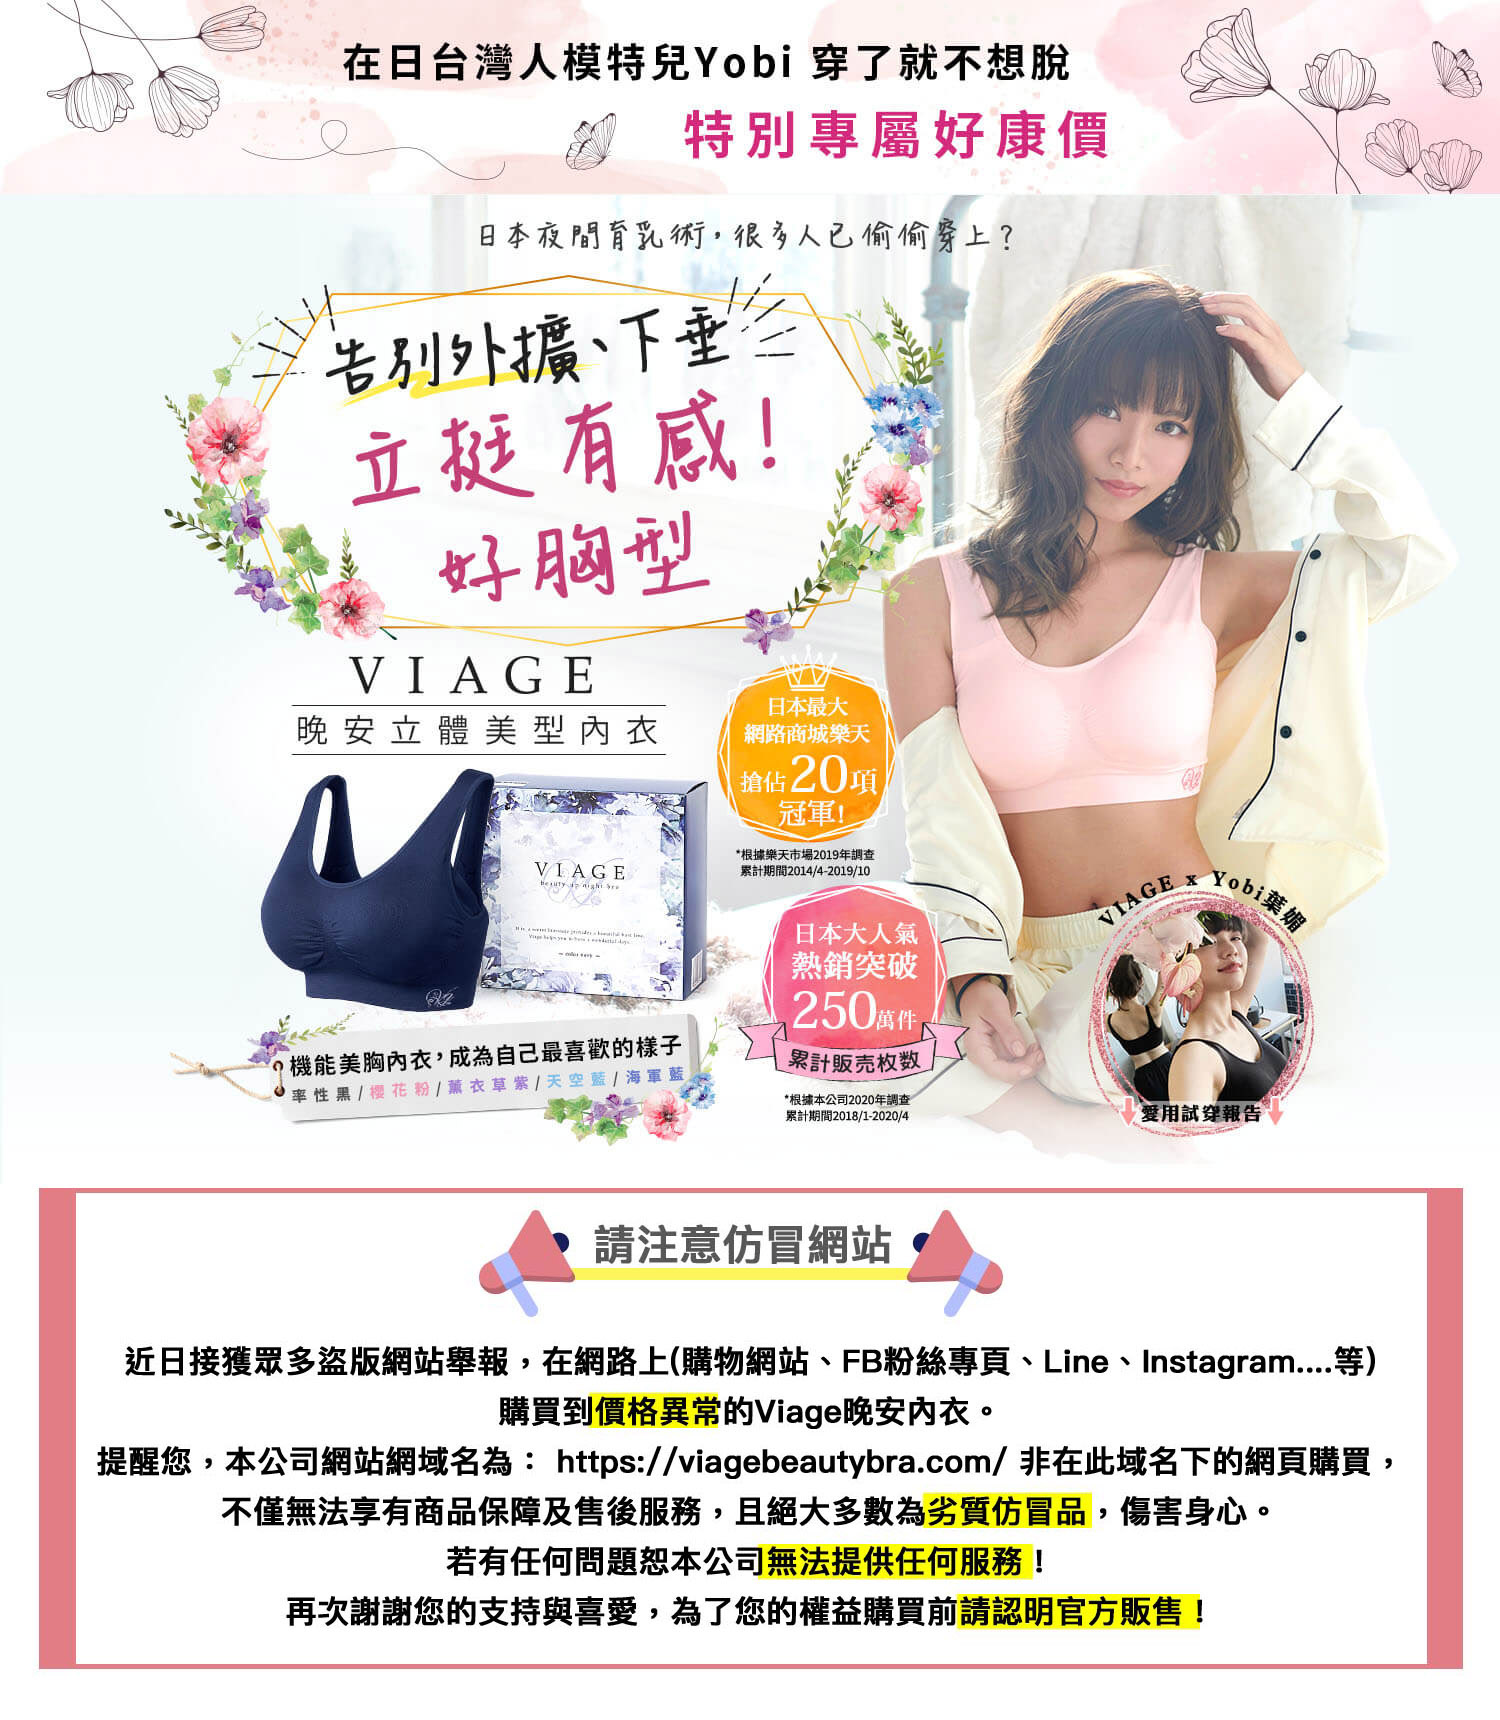 在日台灣人模特兒Yobi 穿了就不想脫
特別專屬好康價
日本夜間育乳術，很多人已偷偷穿上？
告別外擴、下垂
立挺有感！
好胸型
VIAGE
晚安立體美型內衣
日本最大
網路商城樂天
搶佔20項
冠軍!
*根據樂天市場2019年調查
累計期間2014/4-2019/10
VIAGE
beauty up night bra
— color navy —
日本大人氣
熱銷突破
250萬件
累計販売枚数
*根據本公司2020年調查
累計期間2018/1-2020/4
機能美胸內衣，成為自己最喜歡的樣子
率性黑/櫻花粉/薰衣草紫/天空藍/海軍藍
VIAGE x Yobi葉媚
愛用試穿報告
請注意仿冒網站
近日接獲眾多盜版網站舉報，在網路上(購物網站、FB粉絲專頁、Line、Instagram....等)
購買到價格異常的Viage晚安內衣。
提醒您，本公司網站網域名為： https://viagebeautybra.com/ 非在此域名下的網頁購買，
不僅無法享有商品保障及售後服務，且絕大多數為劣質仿冒品，傷害身心。
若有任何問題恕本公司無法提供任何服務！
再次謝謝您的支持與喜愛，為了您的權益購買前請認明官方販售！